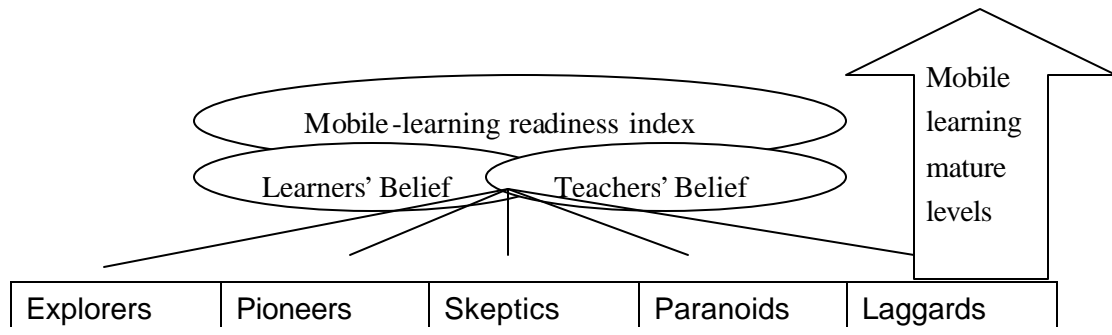 Mobile-learning readiness index
Learners' Belief
Teachers' Belief
Mobile
learning
mature
levels
Explorers
Pioneers
Skeptics
Paranoids
Laggards